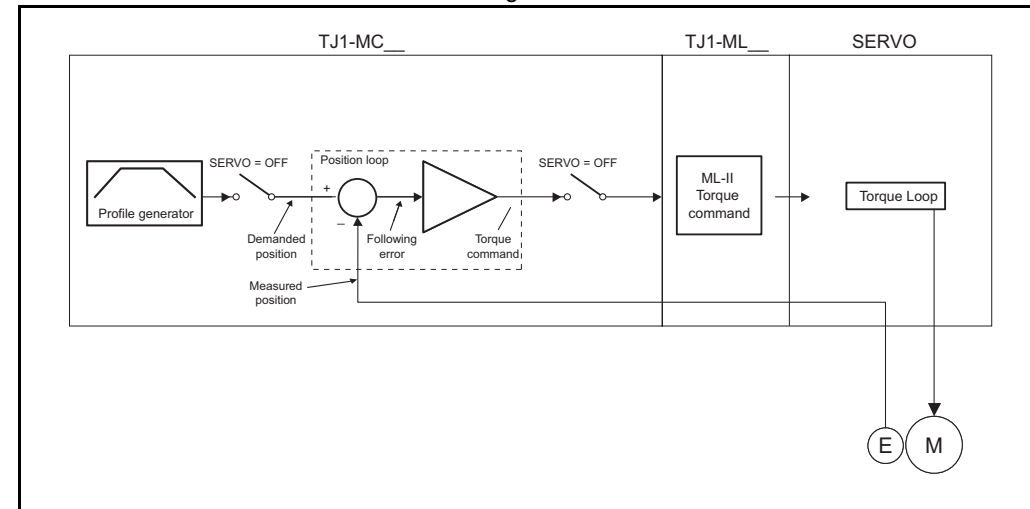 TJ1-MC__
TJ1-ML__
SERVO
SERVO = OFF
Position loop
SERVO = OFF
Profile generator
+
–
Demanded
position
Following
error
Torque
command
Measured
position
ML-II
Torque
command
Torque Loop
E
M